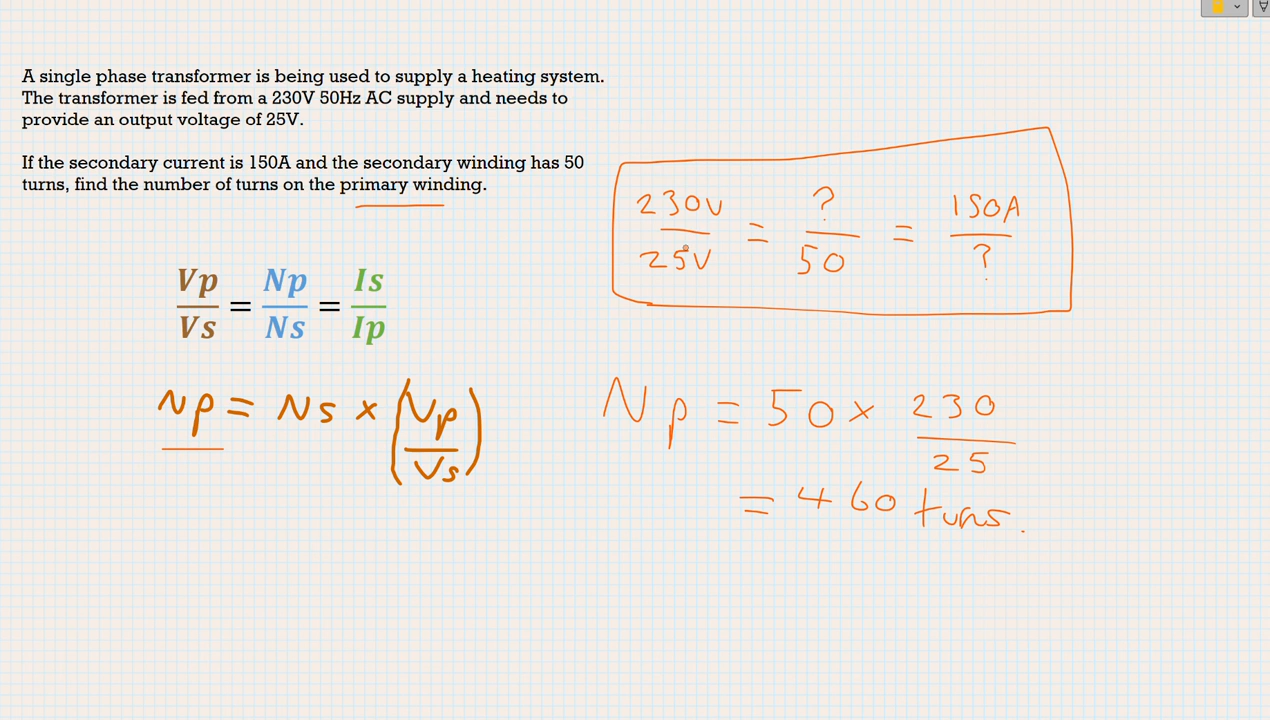 A single phase transformer is being used to supply a heating system.
The transformer is fed from a 230V 50Hz AC supply and needs to
provide an output voltage of 25V.
If the secondary current is 150A and the secondary winding has 50
turns, find the number of turns on the primary winding.
230V/25V = ?/50 = 150A/?
Vp/Vs = Np/Ns = Is/Ip
Np = Ns × (Vp/Vs)
Np = 50 × 230/25
= 460 turns.